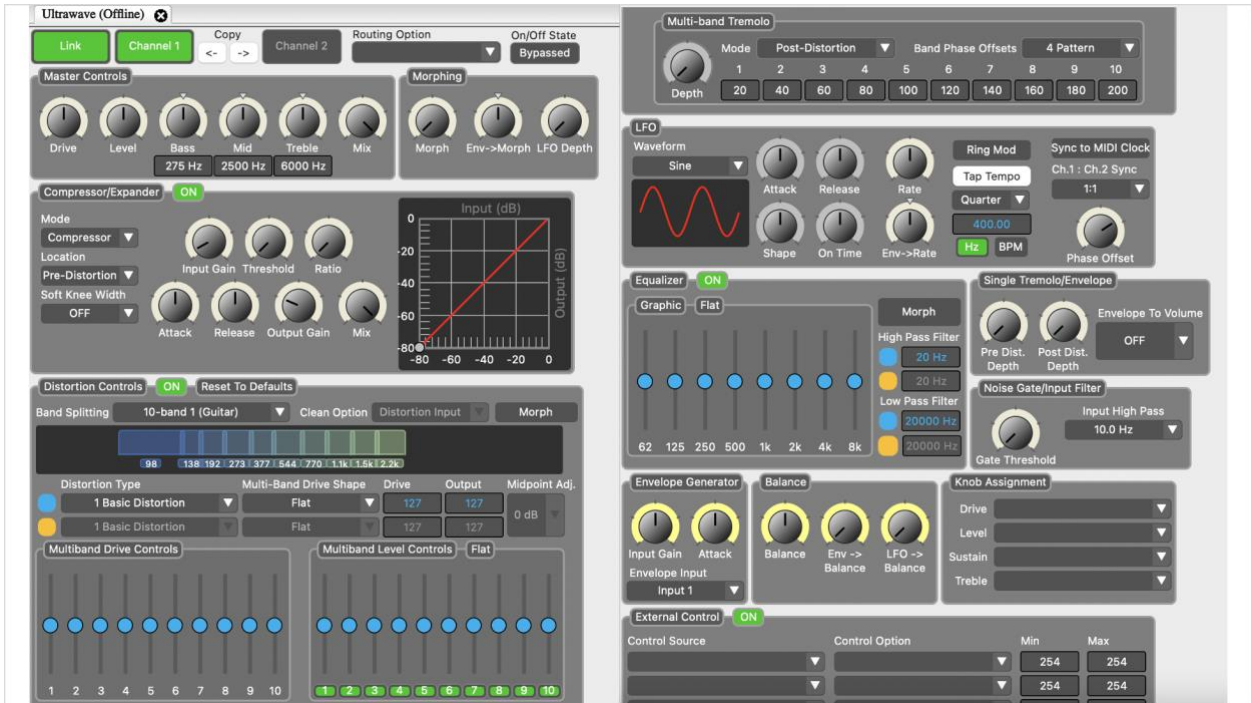 Ultrawave (Offline)
Link
Channel 1
Copy
<- ->
Channel 2
Routing Option
On/Off State
Bypassed
Master Controls
Drive Level Bass Mid Treble Mix
275 Hz 2500 Hz 6000 Hz
Morphing
Morph Env->Morph LFO Depth
Compressor/Expander ON
Mode
Compressor
Location
Pre-Distortion
Soft Knee Width
OFF
Input Gain Threshold Ratio
Attack Release Output Gain Mix
Input (dB)
Output (dB)
0
-20
-40
-60
-80
-80 -60 -40 -20 0
Distortion Controls ON Reset To Defaults
Band Splitting 10-band 1 (Guitar) Clean Option Distortion Input Morph
98 138 192 273 377 544 770 1.1k 1.5k 2.2k
Distortion Type Multi-Band Drive Shape Drive Output Midpoint Adj.
1 Basic Distortion Flat 127 127 0 dB
1 Basic Distortion Flat 127 127
Multiband Drive Controls
1 2 3 4 5 6 7 8 9 10
Multiband Level Controls Flat
1 2 3 4 5 6 7 8 9 10
Multi-band Tremolo
Depth
Mode Post-Distortion Band Phase Offsets 4 Pattern
1 2 3 4 5 6 7 8 9 10
20 40 60 80 100 120 140 160 180 200
LFO
Waveform
Sine
Attack Release Rate
Shape On Time Env->Rate
Ring Mod
Tap Tempo
Quarter
400.00
Hz BPM
Sync to MIDI Clock
Ch.1 : Ch.2 Sync
1:1
Phase Offset
Equalizer ON
Graphic Flat
62 125 250 500 1k 2k 4k 8k
Morph
High Pass Filter
20 Hz
20 Hz
Low Pass Filter
20000 Hz
20000 Hz
Single Tremolo/Envelope
Pre Dist. Depth
Post Dist. Depth
Envelope To Volume
OFF
Noise Gate/Input Filter
Gate Threshold
Input High Pass
10.0 Hz
Envelope Generator
Input Gain Attack
Envelope Input
Input 1
Balance
Balance
Env -> Balance
LFO -> Balance
Knob Assignment
Drive
Level
Sustain
Treble
External Control ON
Control Source Control Option Min Max
254 254
254 254